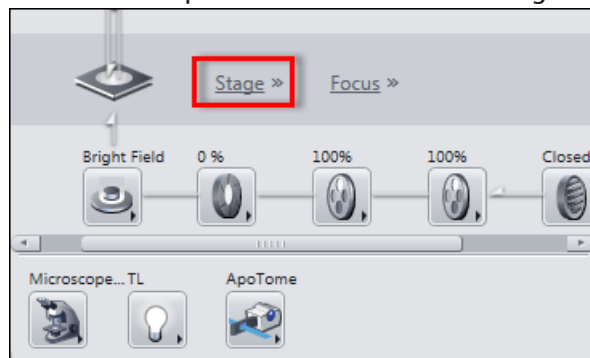 Stage » Focus »
Bright Field 0 % 100% 100% Closed
Microscope... TL ApoTome